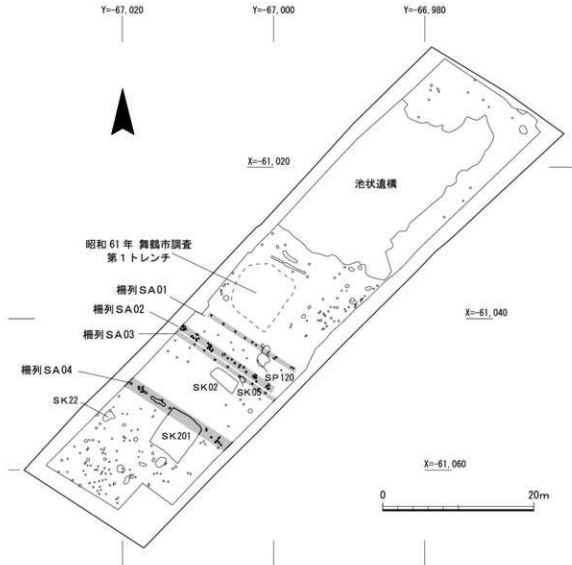 Y=-67,020
Y=-67,000
Y=-66,980
X=-61,020
池状遺構
昭和61年 舞鶴市調査
第1トレンチ
柵列SA01
柵列SA02
柵列SA03
X=-61,040
SP120
柵列SA04
SK02
SK05
SK22
SK201
X=-61,060
0
20m